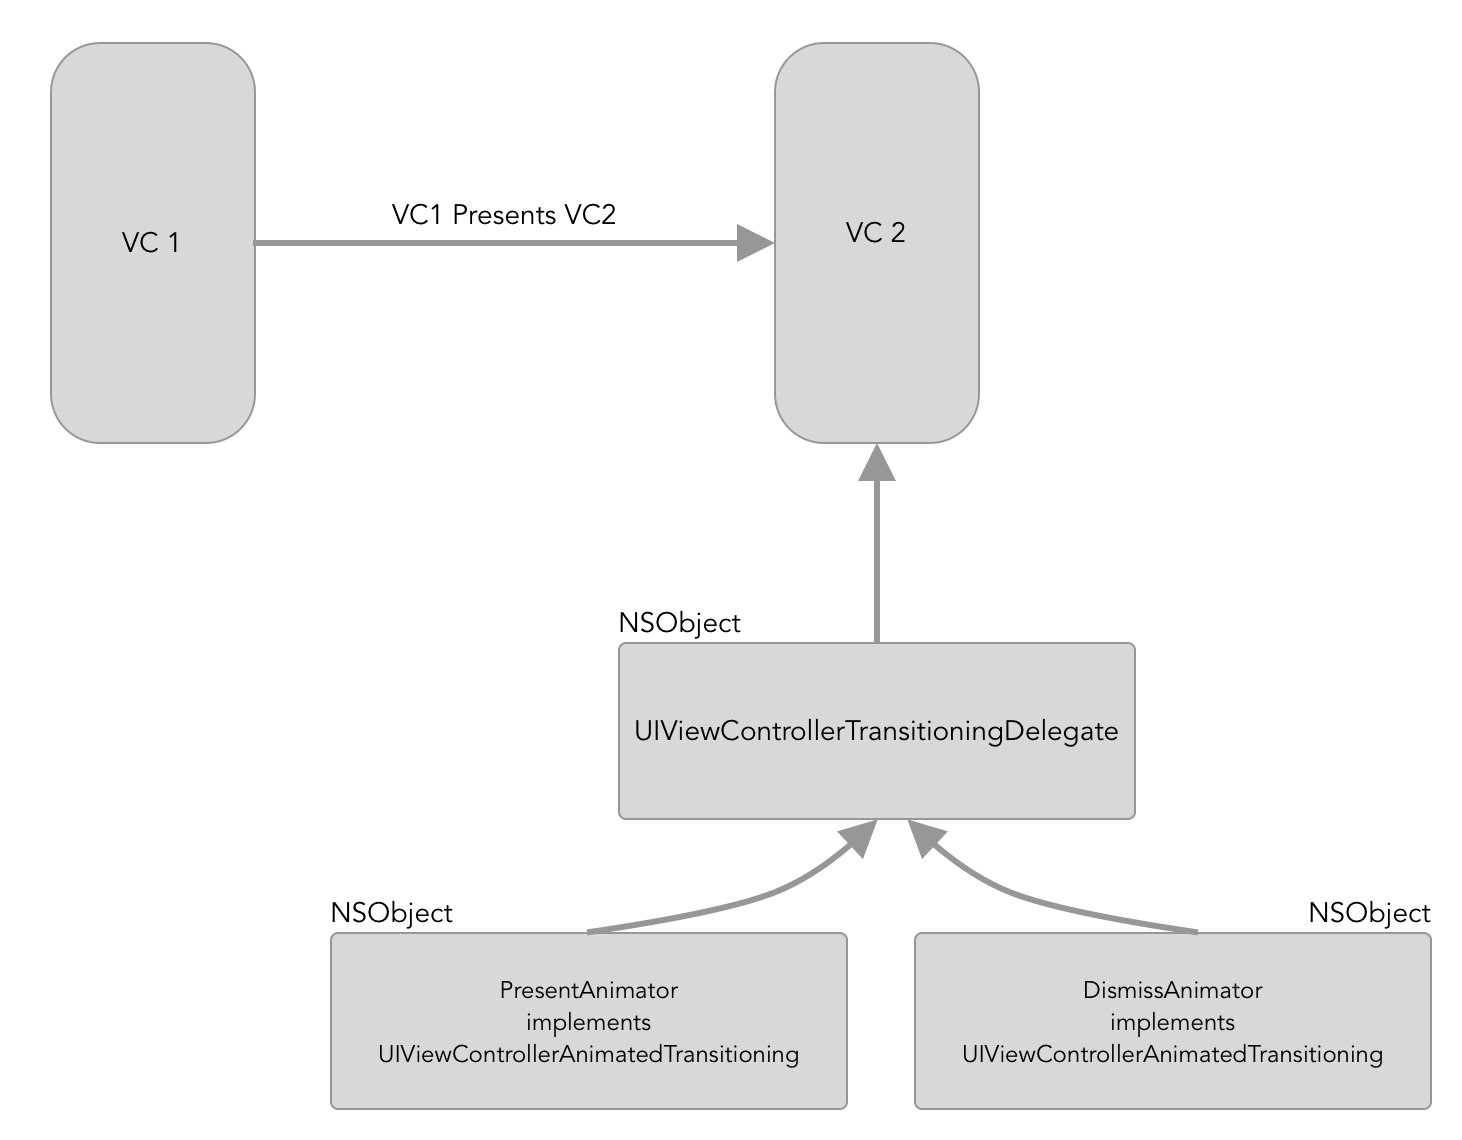 VC1 Presents VC2
VC 1
VC 2
NSObject
UIViewControllerTransitioningDelegate
NSObject
NSObject
PresentAnimator
implements
UIViewControllerAnimatedTransitioning
DismissAnimator
implements
UIViewControllerAnimatedTransitioning